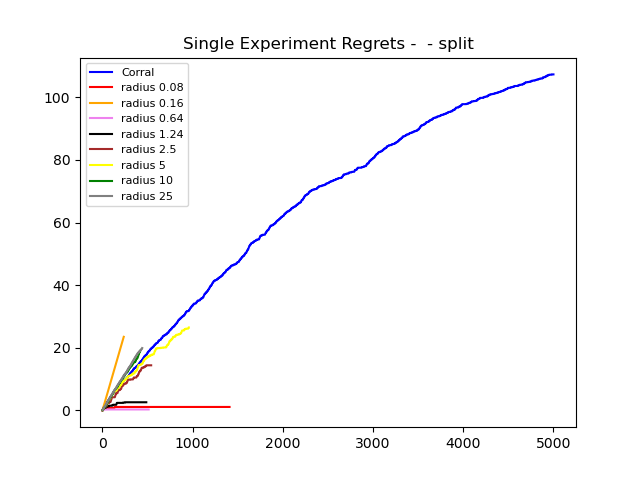 Single Experiment Regrets -  - split
Corral
radius 0.08
radius 0.16
radius 0.64
radius 1.24
radius 2.5
radius 5
radius 10
radius 25
100
80
60
40
20
0
0 1000 2000 3000 4000 5000